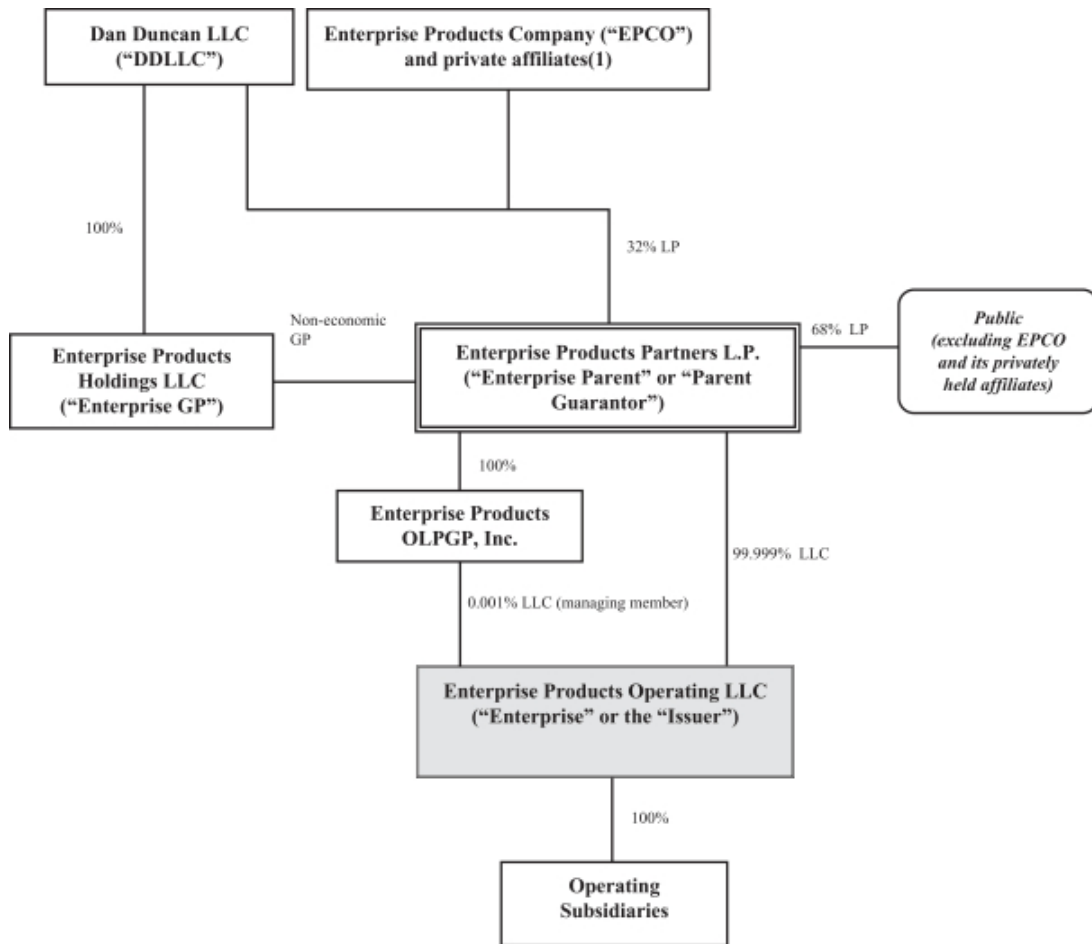 Dan Duncan LLC
(“DDLLC”)
Enterprise Products Company (“EPCO”)
and private affiliates(1)
100%
32% LP
Non-economic
GP
68% LP
Public
(excluding EPCO
and its privately
held affiliates)
Enterprise Products
Holdings LLC
(“Enterprise GP”)
Enterprise Products Partners L.P.
(“Enterprise Parent” or “Parent
Guarantor”)
100%
Enterprise Products
OLPGP, Inc.
99.999% LLC
0.001% LLC (managing member)
Enterprise Products Operating LLC
(“Enterprise” or the “Issuer”)
100%
Operating
Subsidiaries